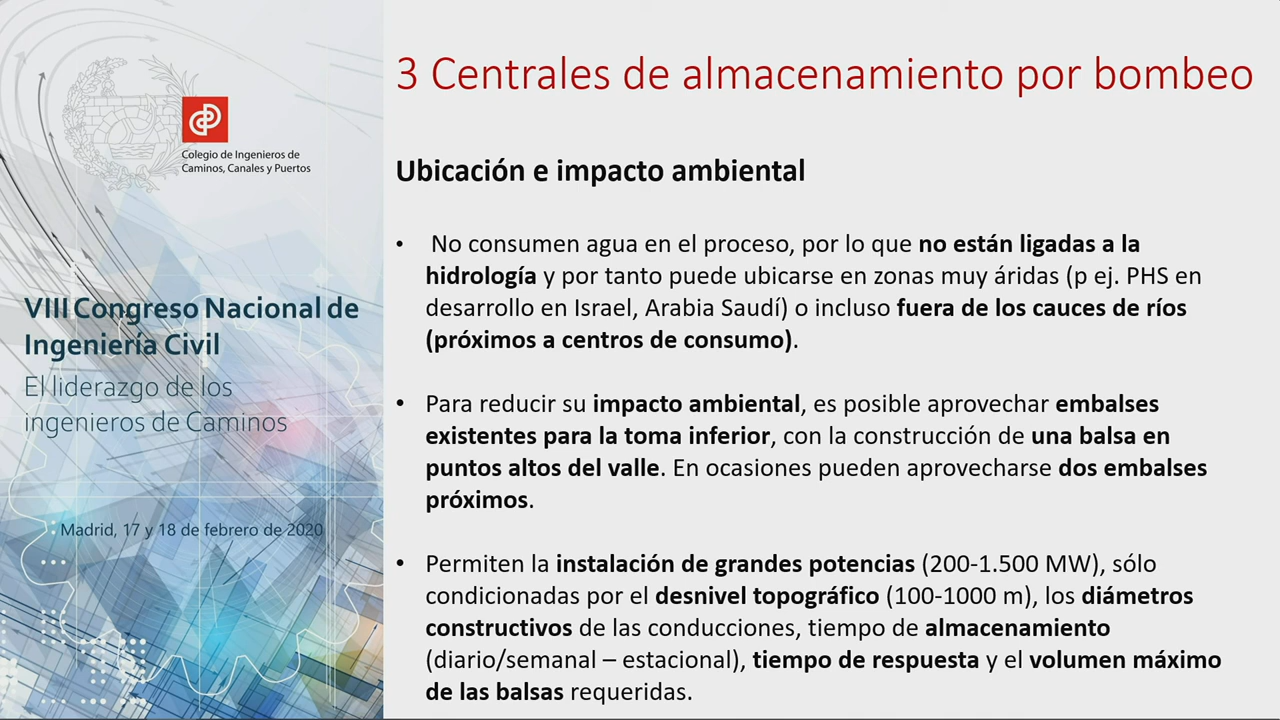 Colegio de Ingenieros de
Caminos, Canales y Puertos
VIII Congreso Nacional de
Ingeniería Civil
El liderazgo de los
ingenieros de Caminos
Madrid, 17 y 18 de febrero de 2020
3 Centrales de almacenamiento por bombeo
Ubicación e impacto ambiental
• No consumen agua en el proceso, por lo que no están ligadas a la
hidrología y por tanto puede ubicarse en zonas muy áridas (p ej. PHS en
desarrollo en Israel, Arabia Saudí) o incluso fuera de los cauces de ríos
(próximos a centros de consumo).
• Para reducir su impacto ambiental, es posible aprovechar embalses
existentes para la toma inferior, con la construcción de una balsa en
puntos altos del valle. En ocasiones pueden aprovecharse dos embalses
próximos.
• Permiten la instalación de grandes potencias (200-1.500 MW), sólo
condicionadas por el desnivel topográfico (100-1000 m), los diámetros
constructivos de las conducciones, tiempo de almacenamiento
(diario/semanal – estacional), tiempo de respuesta y el volumen máximo
de las balsas requeridas.